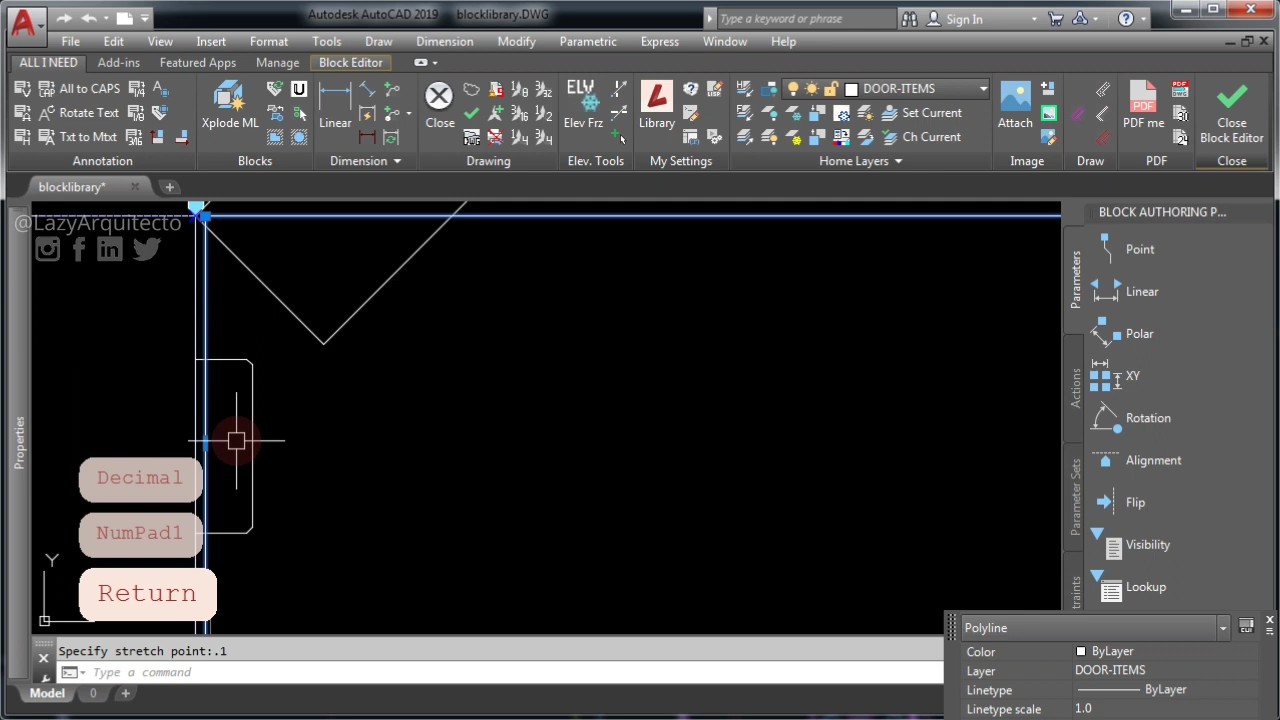 Autodesk AutoCAD 2019 blocklibrary.DWG
Type a keyword or phrase
Sign In
File Edit View Insert Format Tools Draw Dimension Modify Parametric Express Window Help
ALL I NEED Add-ins Featured Apps Manage Block Editor
All to CAPS
Rotate Text
Txt to Mtxt
Annotation
Xplode ML
Blocks
Linear
Dimension
Close
Drawing
ELV
Elev Frz
Elev. Tools
Library
My Settings
DOOR-ITEMS
Set Current
Ch Current
Home Layers
Attach
Image
Draw
PDF
PDF me
PDF
Close
Block Editor
Close
blocklibrary*
@LazyArquitecto
Properties
Decimal
NumPad1
Return
Y
BLOCK AUTHORING P...
Parameters
Actions
Parameter Sets
Point
Linear
Polar
XY
Rotation
Alignment
Flip
Visibility
Lookup
Specify stretch point:.1
Type a command
Model 0
Polyline
Color ByLayer
Layer DOOR-ITEMS
Linetype ByLayer
Linetype scale 1.0